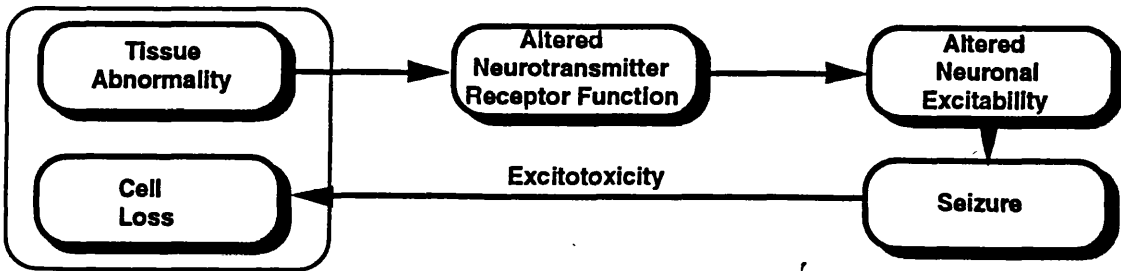 Tissue
Abnormality
Altered
Neurotransmitter
Receptor Function
Altered
Neuronal
Excitability
Excitotoxicity
Cell
Loss
Seizure